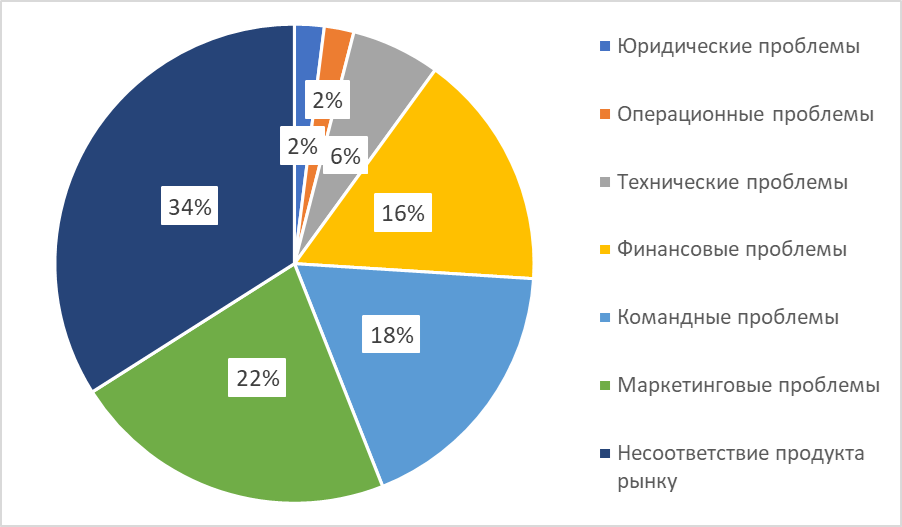 2%
2%
6%
16%
34%
18%
22%
Юридические проблемы
Операционные проблемы
Технические проблемы
Финансовые проблемы
Командные проблемы
Маркетинговые проблемы
Несоответствие продукта
рынку